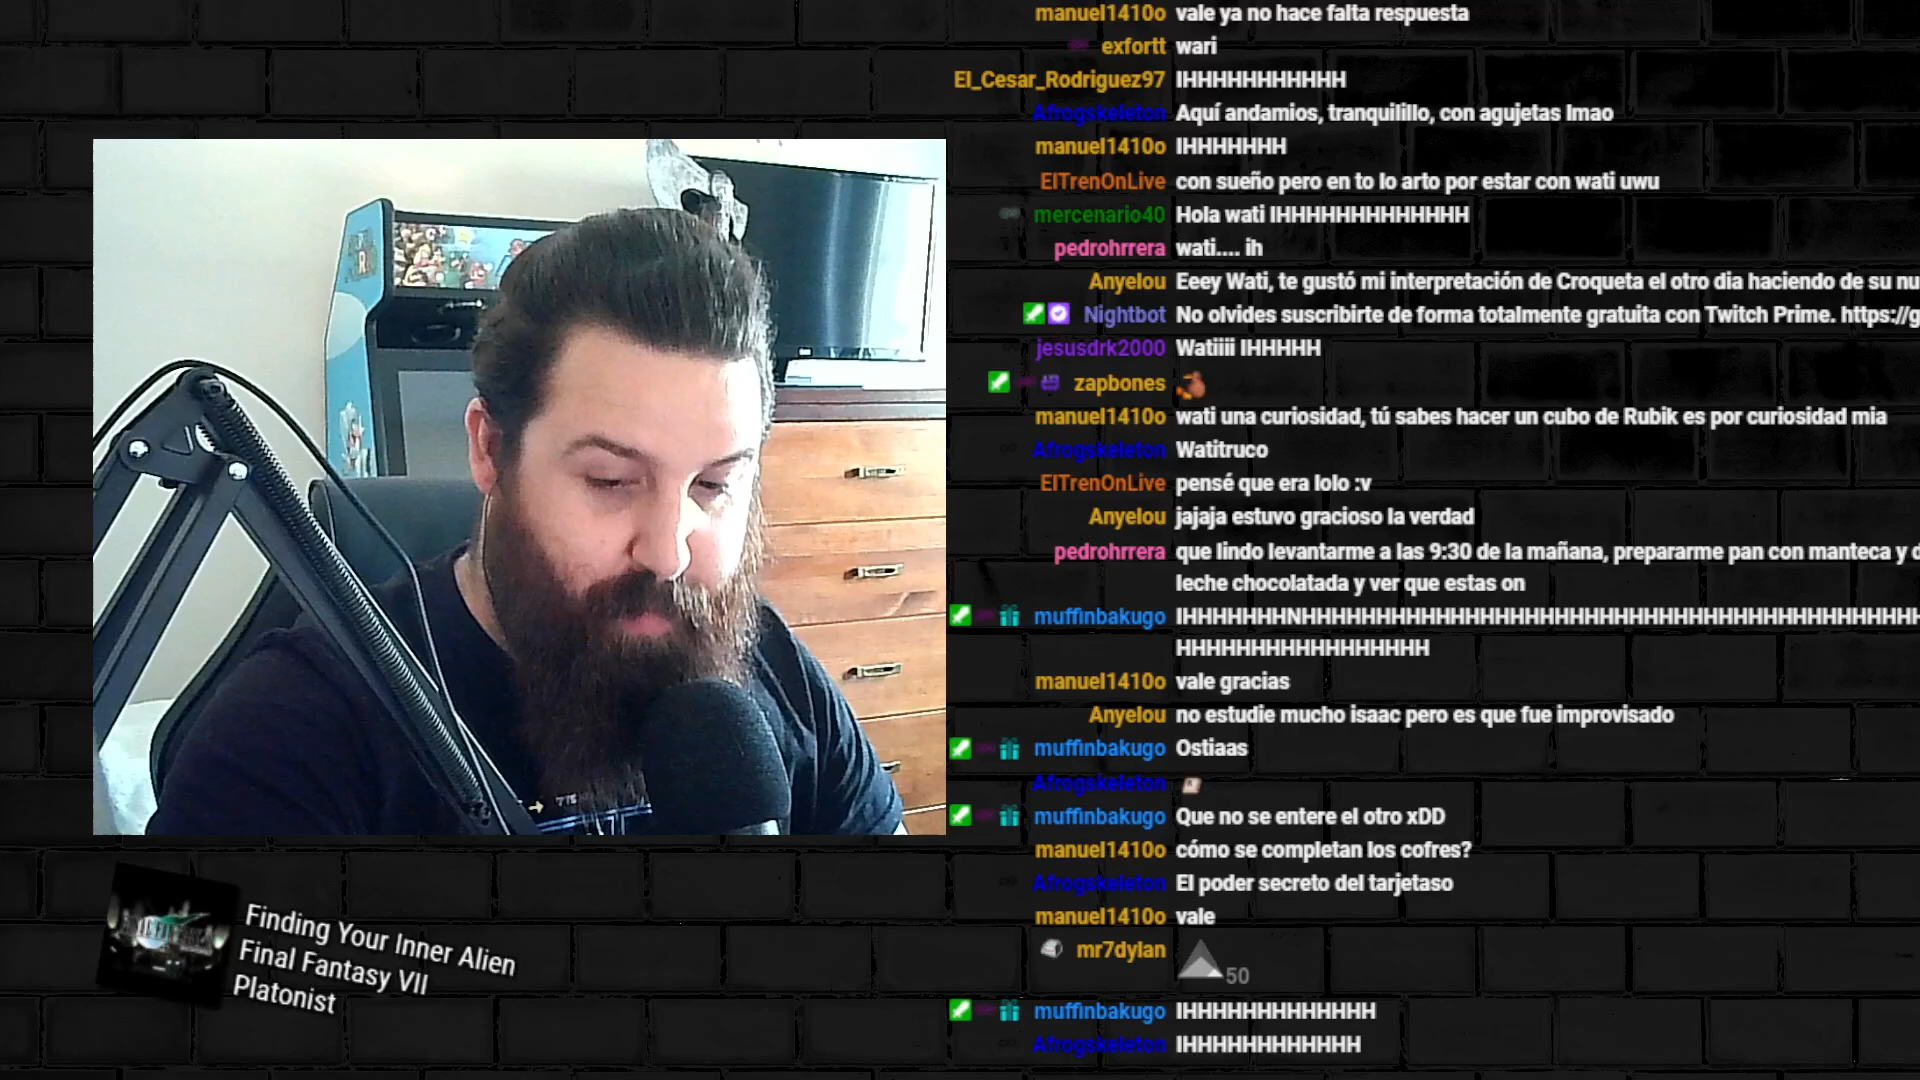 manuel1410o vale ya no hace falta respuesta
exfortt wari
El_Cesar_Rodriguez97 IHHHHHHHHHHH
Afrogskeleton Aquí andamios, tranquilillo, con agujetas lmao
manuel1410o IHHHHHHH
ElTrenOnLive con sueño pero en to lo arto por estar con wati uwu
mercenario40 Hola wati IHHHHHHHHHHHHH
pedrohrrera wati.... ih
Anyelou Eeey Wati, te gustó mi interpretación de Croqueta el otro dia haciendo de su nu
Nightbot No olvides suscribirte de forma totalmente gratuita con Twitch Prime. https://g
jesusdrk2000 Watiiii IHHHHH
zapbones
manuel1410o wati una curiosidad, tú sabes hacer un cubo de Rubik es por curiosidad mia
Afrogskeleton Watitruco
ElTrenOnLive pensé que era lolo :v
Anyelou jajaja estuvo gracioso la verdad
pedrohrrera que lindo levantarme a las 9:30 de la mañana, prepararme pan con manteca y d
leche chocolatada y ver que estas on
muffinbakugo IHHHHHHHNHHHHHHHHHHHHHHHHHHHHHHHHHHHHHHHHHHHHHHHHHH
HHHHHHHHHHHHHHHHH
manuel1410o vale gracias
Anyelou no estudie mucho isaac pero es que fue improvisado
muffinbakugo Ostiaas
Afrogskeleton
muffinbakugo Que no se entere el otro xDD
manuel1410o cómo se completan los cofres?
Afrogskeleton El poder secreto del tarjetaso
manuel1410o vale
mr7dylan 50
muffinbakugo IHHHHHHHHHHHHH
Afrogskeleton IHHHHHHHHHHHH
Finding Your Inner Alien
Final Fantasy VII
Platonist